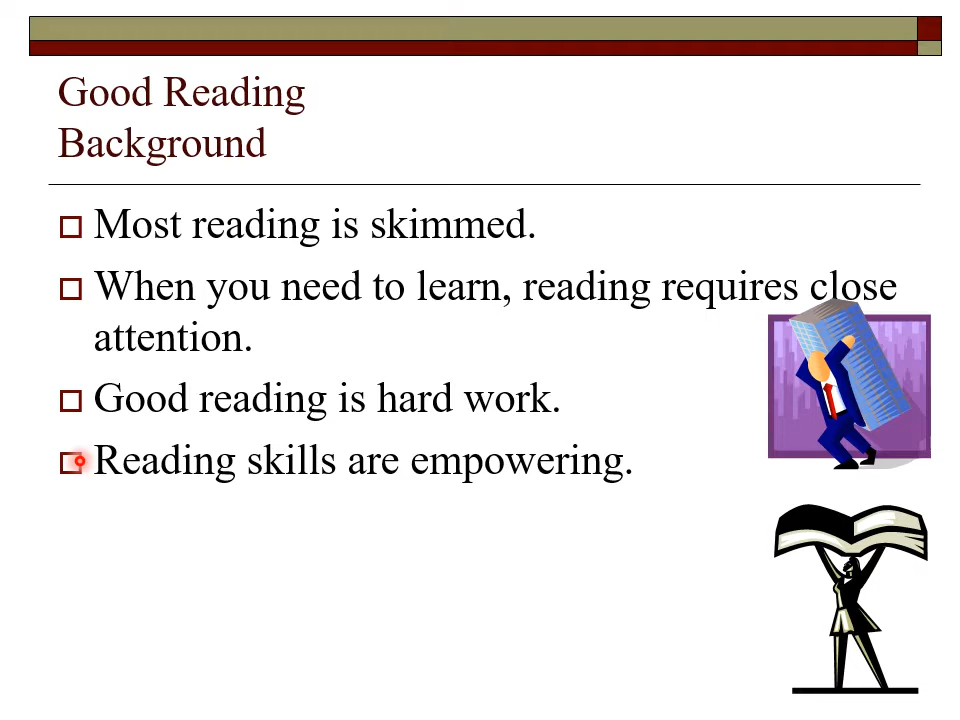 Good Reading
Background
Most reading is skimmed.
When you need to learn, reading requires close
attention.
Good reading is hard work.
Reading skills are empowering.